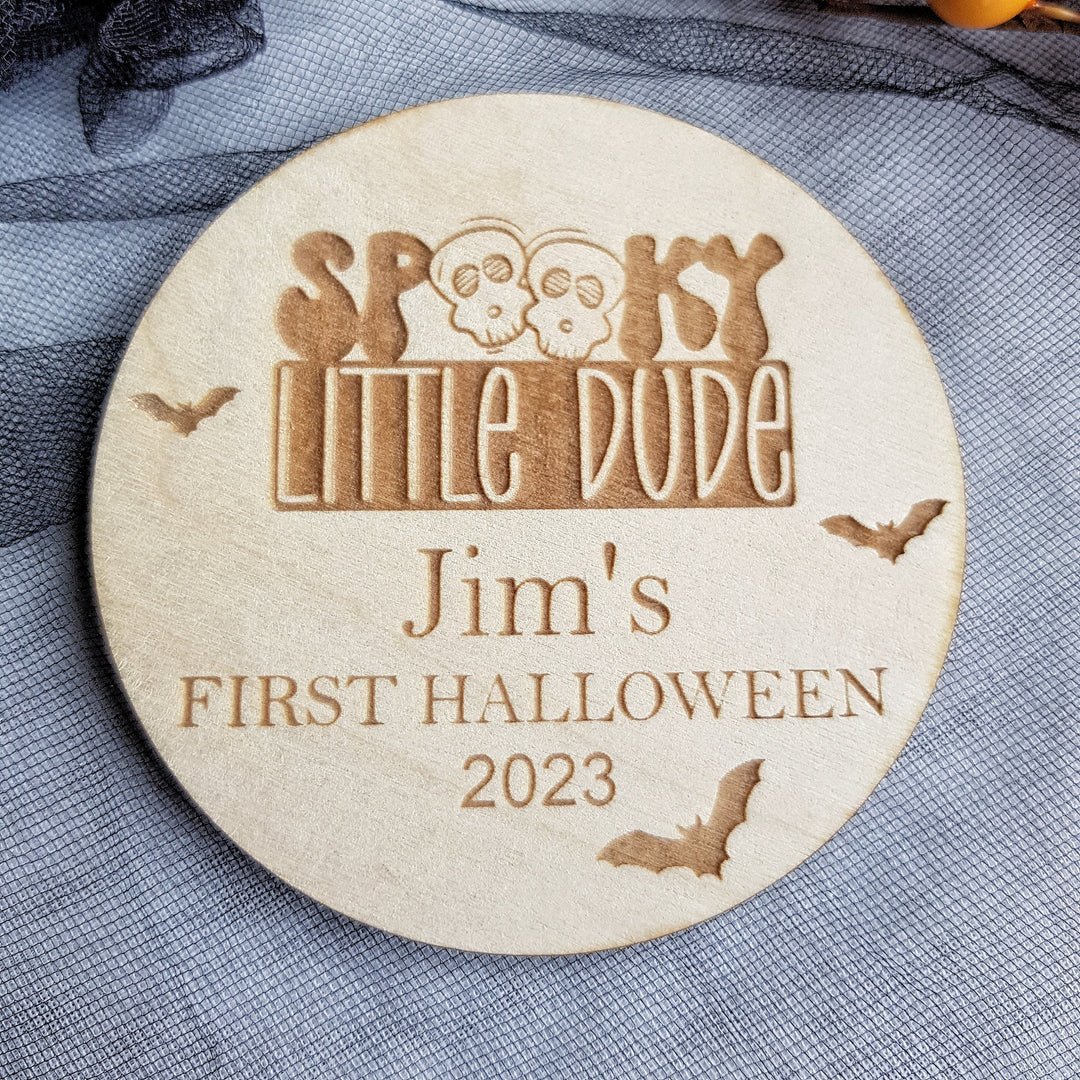 SPOOKY
LITTLE DUDE
Jim's
FIRST HALLOWEEN
2023